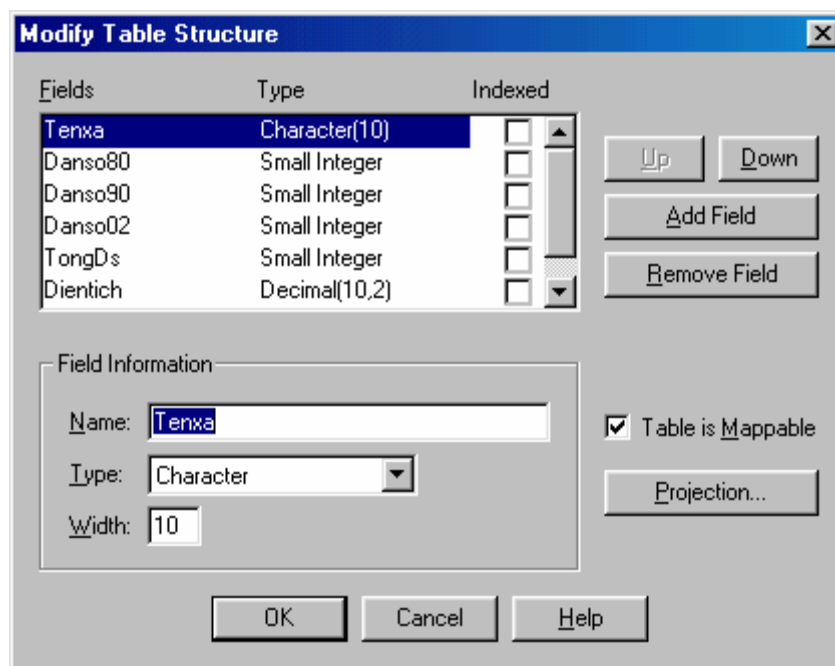 Modify Table Structure
Fields Type Indexed
Tenxa Character(10)
Danso80 Small Integer
Danso90 Small Integer
Danso02 Small Integer
TongDs Small Integer
Dientich Decimal(10,2)
Up Down
Add Field
Remove Field
Field Information
Name: Tenxa
Type: Character
Width: 10
Table is Mappable
Projection...
OK Cancel Help